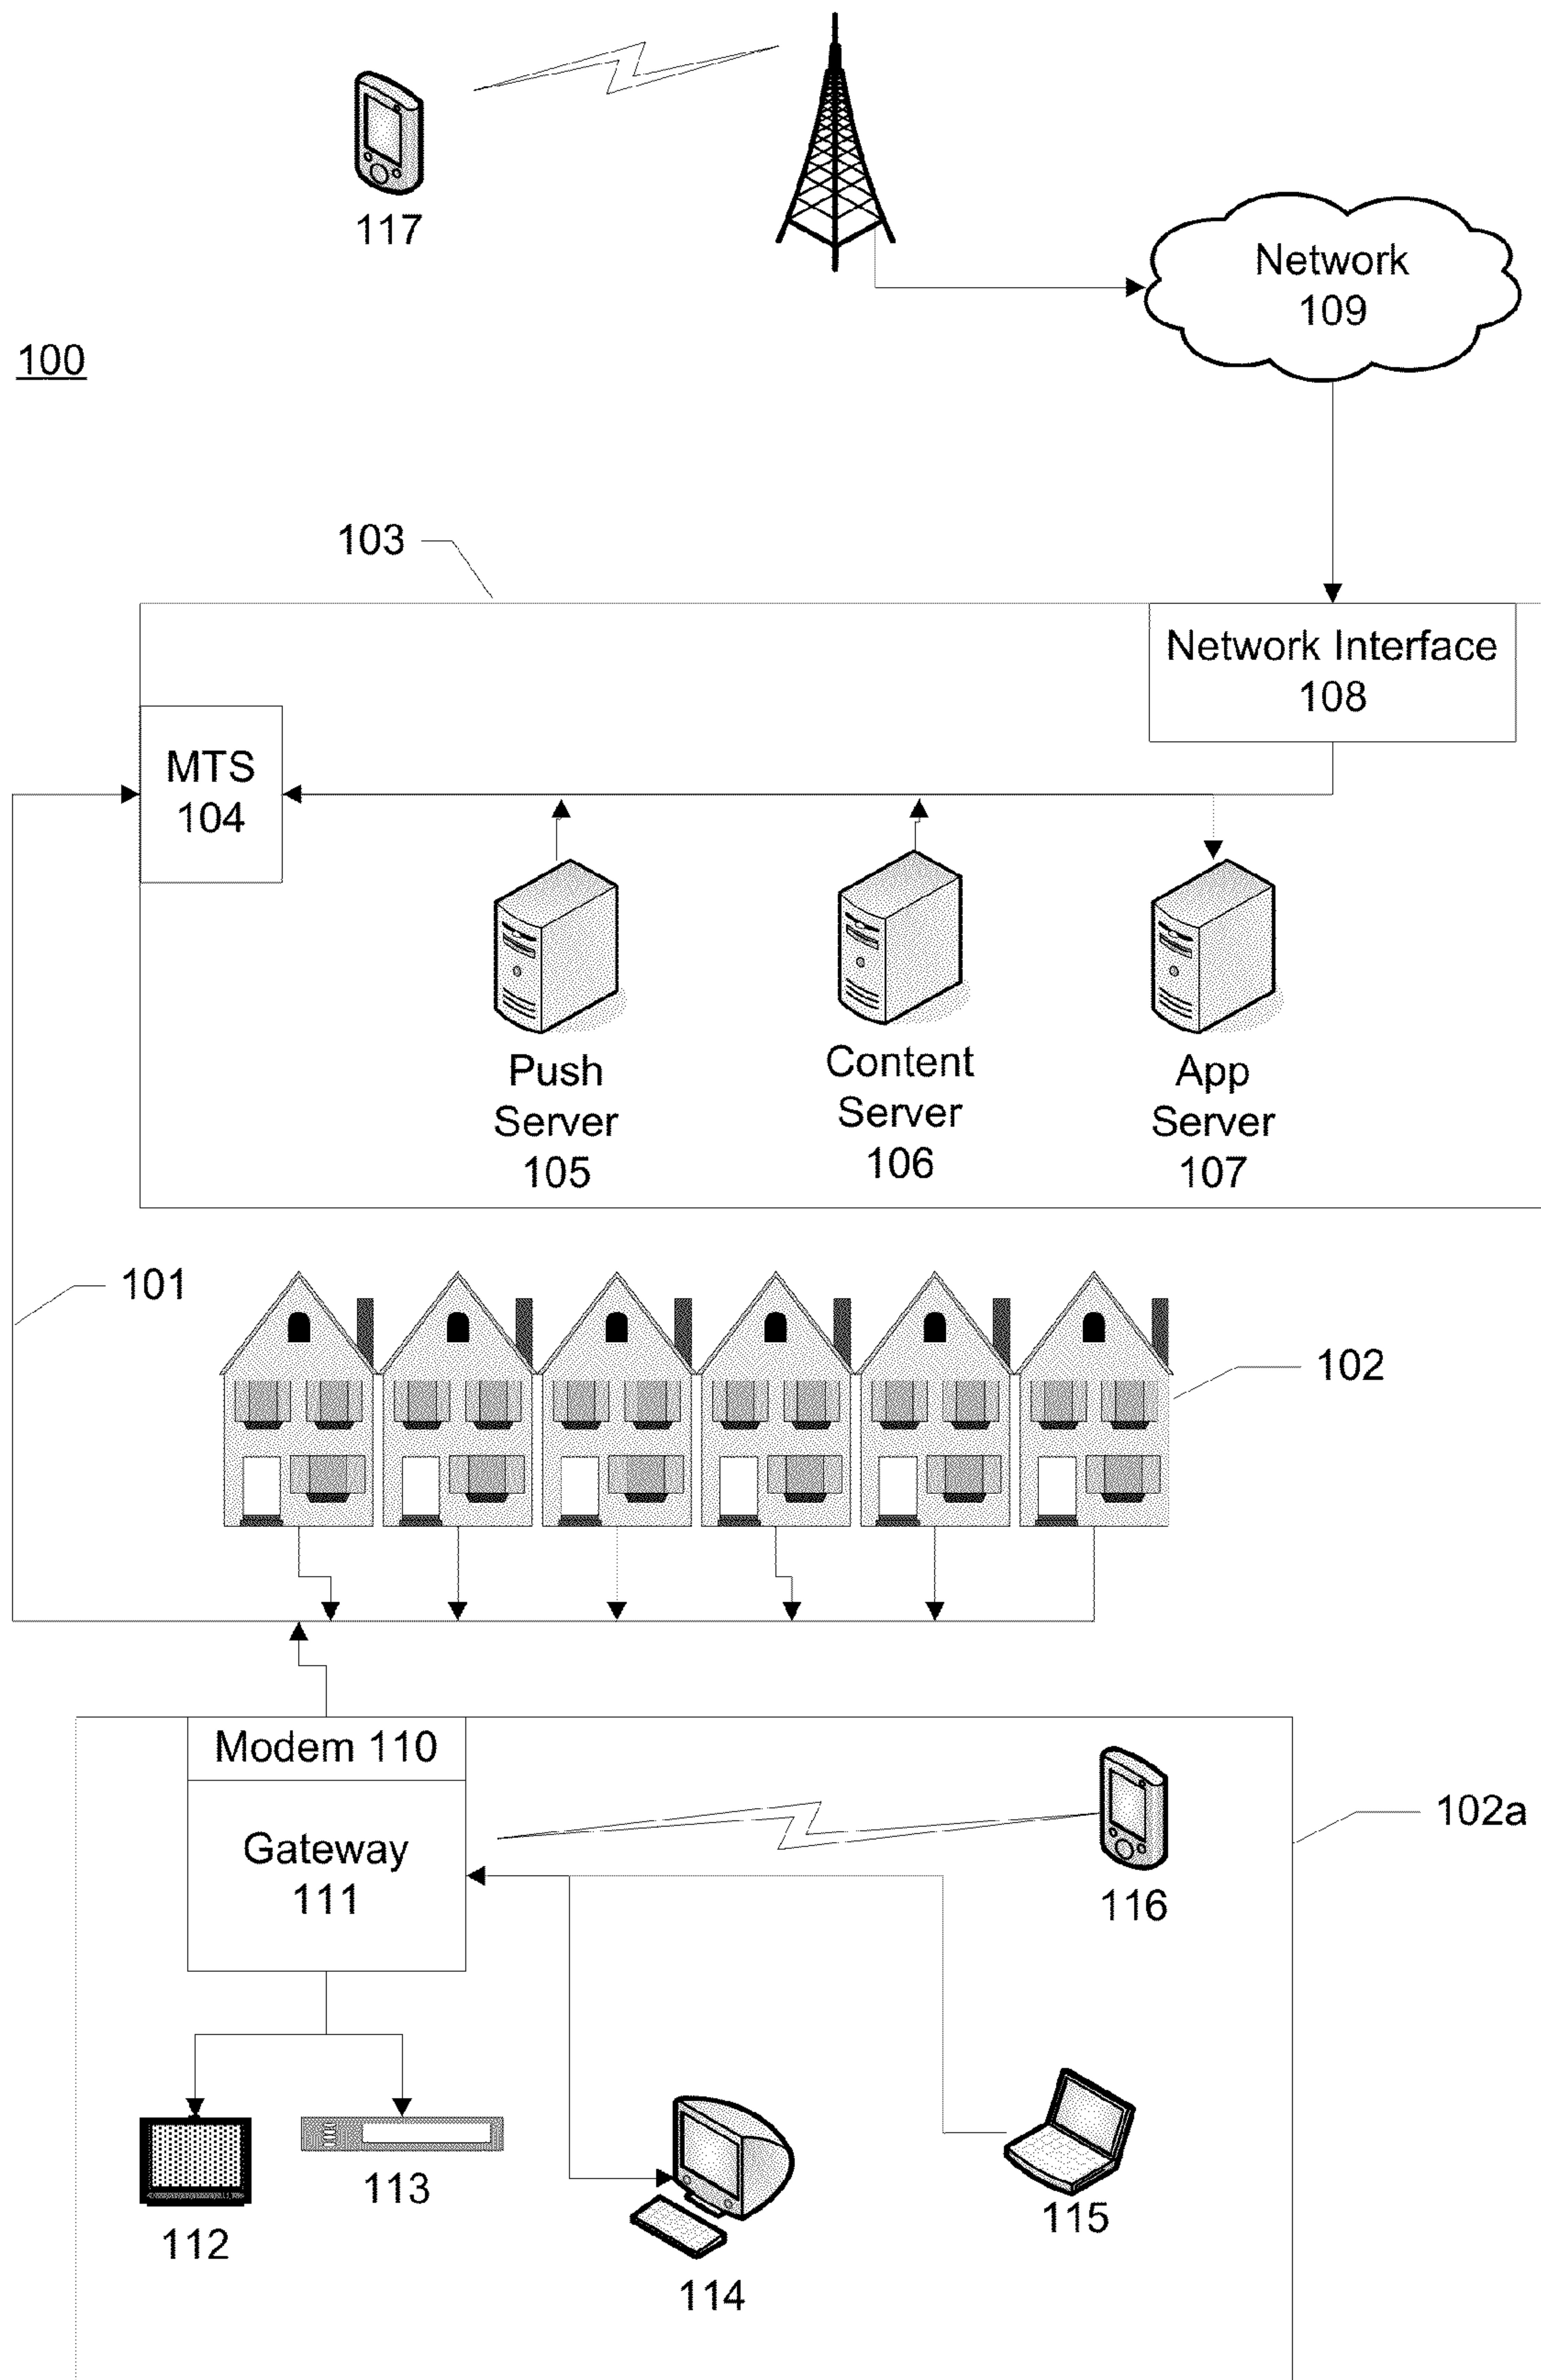 117
Network
109
100
103
Network Interface
108
MTS
104
Push
Server
105
Content
Server
106
App
Server
107
101
102
Modem 110
Gateway
111
102a
116
112
113
114
115